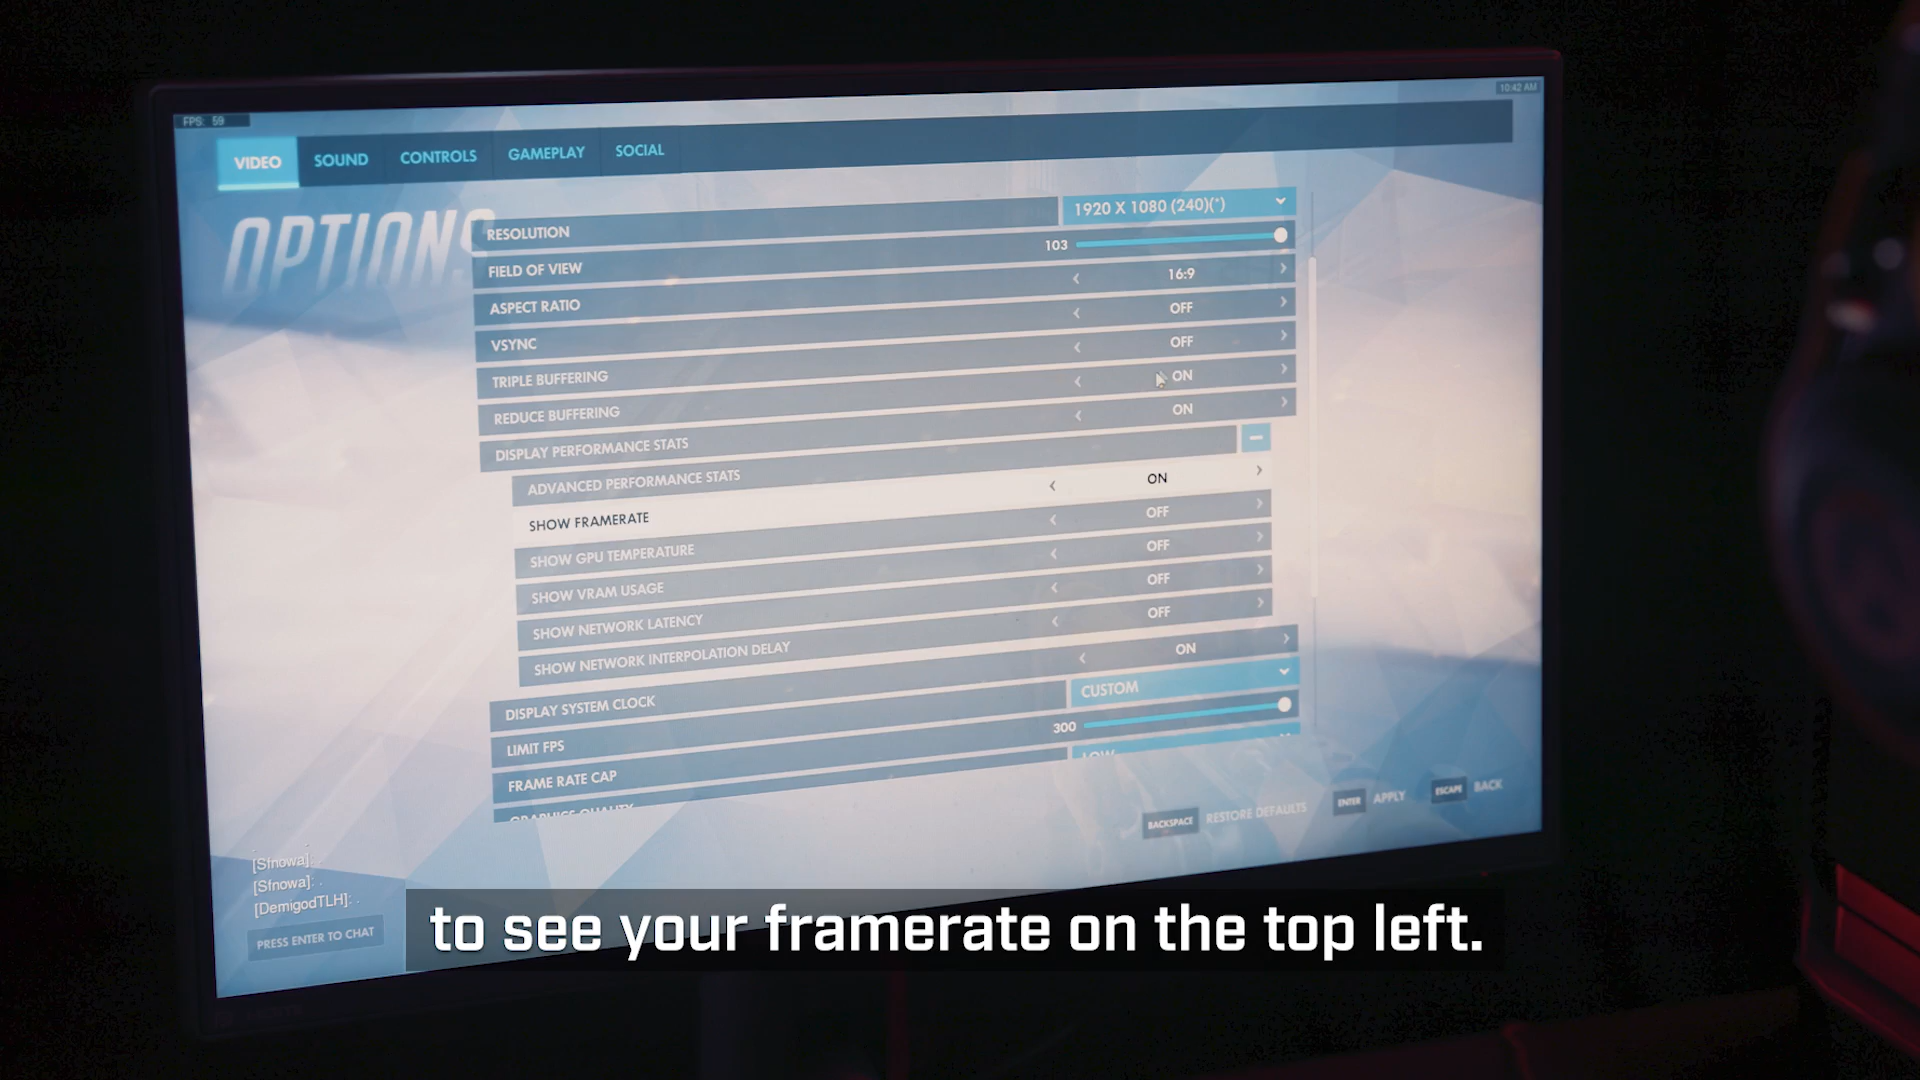 FPS: 59
10:42 AM
VIDEO SOUND CONTROLS GAMEPLAY SOCIAL
OPTIONS
RESOLUTION 1920 X 1080 (240)(*)
FIELD OF VIEW 103
ASPECT RATIO 16:9
VSYNC OFF
TRIPLE BUFFERING OFF
REDUCE BUFFERING ON
DISPLAY PERFORMANCE STATS ON
ADVANCED PERFORMANCE STATS
SHOW FRAMERATE ON
SHOW GPU TEMPERATURE OFF
SHOW VRAM USAGE OFF
SHOW NETWORK LATENCY OFF
SHOW NETWORK INTERPOLATION DELAY OFF
DISPLAY SYSTEM CLOCK ON
LIMIT FPS CUSTOM
FRAME RATE CAP 300
GRAPHICS QUALITY LOW
BACKSPACE RESTORE DEFAULTS ENTER APPLY ESCAPE BACK
[Sfnowa]: .
[Sfnowa]: .
[DemigodTLH]: .
PRESS ENTER TO CHAT
to see your framerate on the top left.